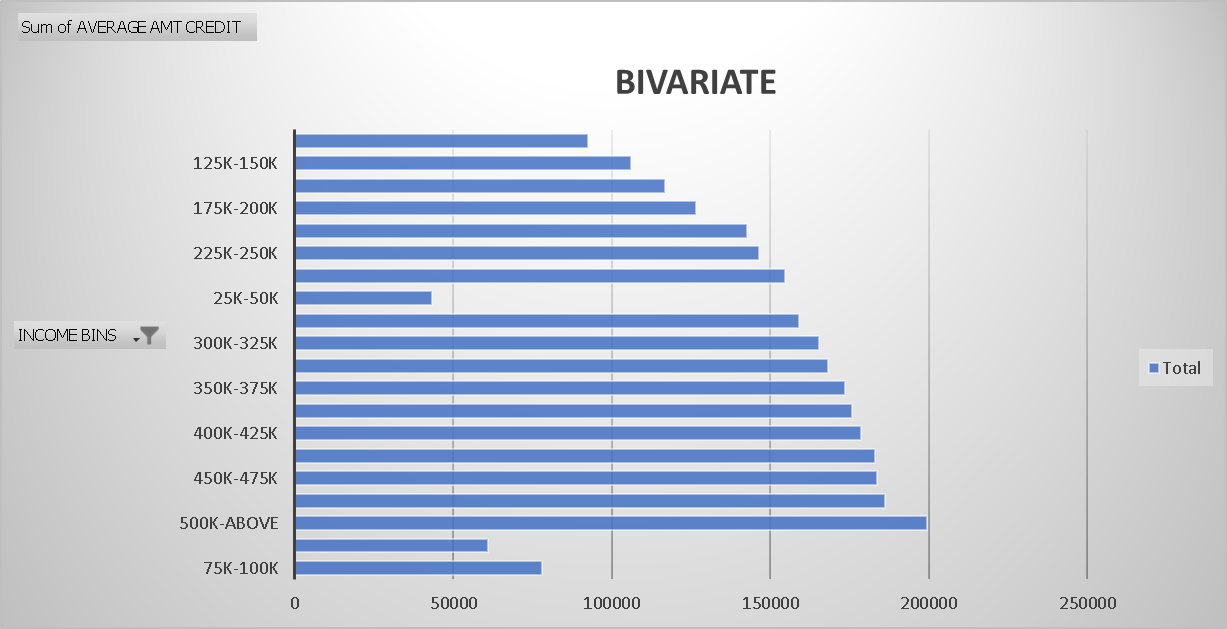 Sum of AVERAGE AMT CREDIT
BIVARIATE
125K-150K
175K-200K
225K-250K
25K-50K
INCOME BINS
300K-325K
350K-375K
Total
400K-425K
450K-475K
500K-ABOVE
75K-100K
0 50000 100000 150000 200000 250000